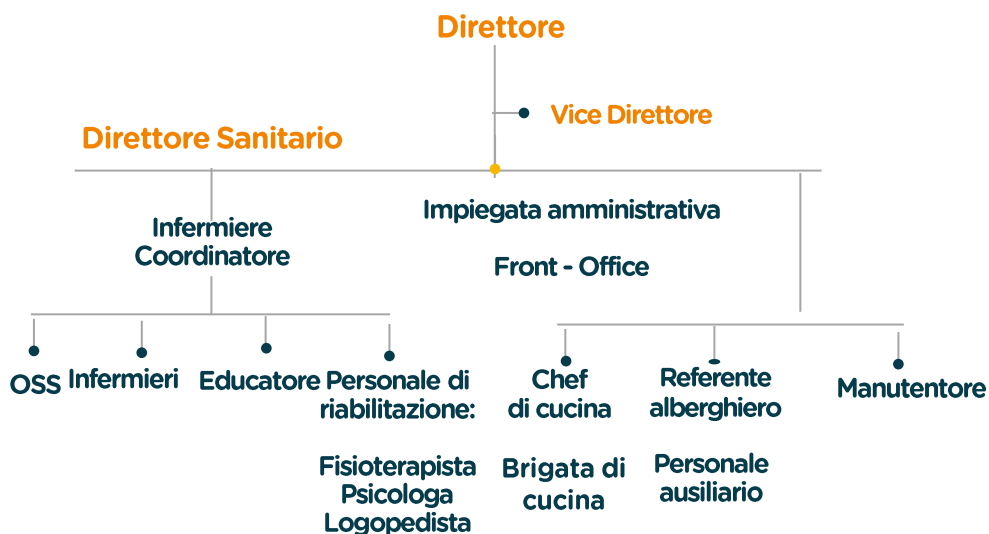 Direttore
Vice Direttore
Direttore Sanitario
Impiegata amministrativa
Infermiere
Coordinatore
Front - Office
OSS
Infermieri
Educatore
Personale di
riabilitazione:
Fisioterapista
Psicologa
Logopedista
Chef
di cucina
Brigata di
cucina
Referente
alberghiero
Personale
ausiliario
Manutentore